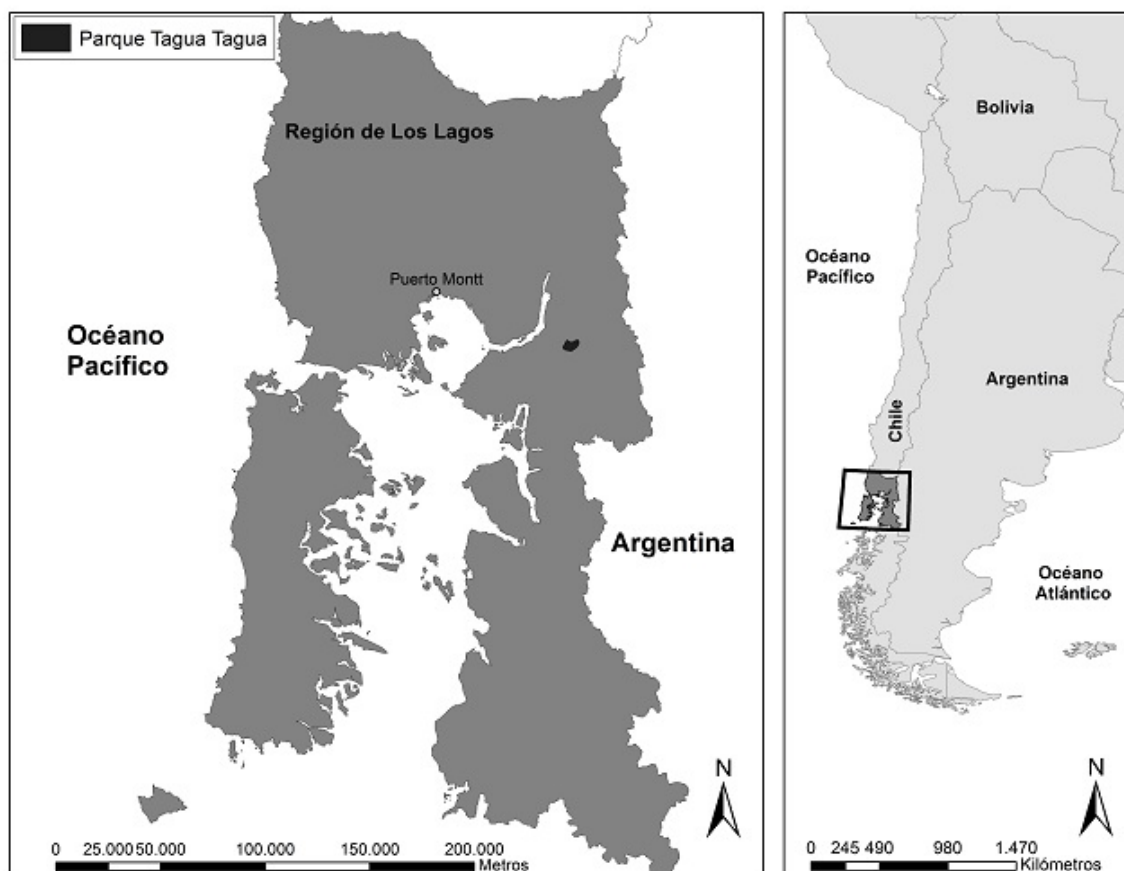 Parque Tagua Tagua
Región de Los Lagos
Puerto Montt
Océano
Pacífico
Argentina
N
0 25.000 50.000 100.000 150.000 200.000
Metros
Bolivia
Océano
Pacífico
Argentina
Chile
Océano
Atlántico
N
0 245 490 980 1.470
Kilómetros